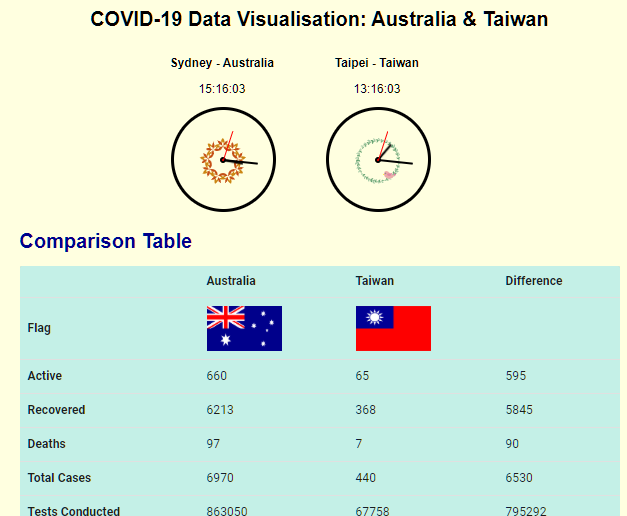 COVID-19 Data Visualisation: Australia & Taiwan
Sydney - Australia Taipei - Taiwan
15:16:03 13:16:03
Comparison Table
Australia Taiwan Difference
Flag
Active 660 65 595
Recovered 6213 368 5845
Deaths 97 7 90
Total Cases 6970 440 6530
Tests Conducted 863050 67758 795292